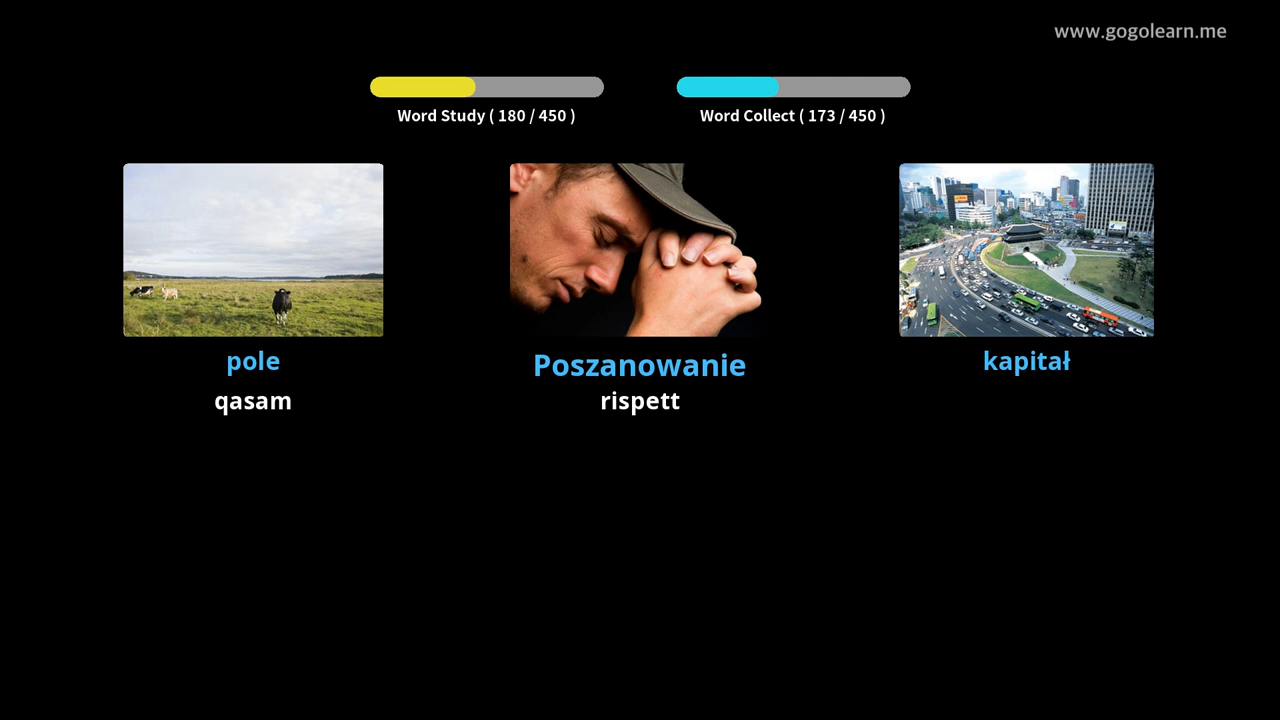 www.gogolearn.me
Word Study ( 180 / 450 )
Word Collect ( 173 / 450 )
pole
Poszanowanie
kapitał
qasam
rispett